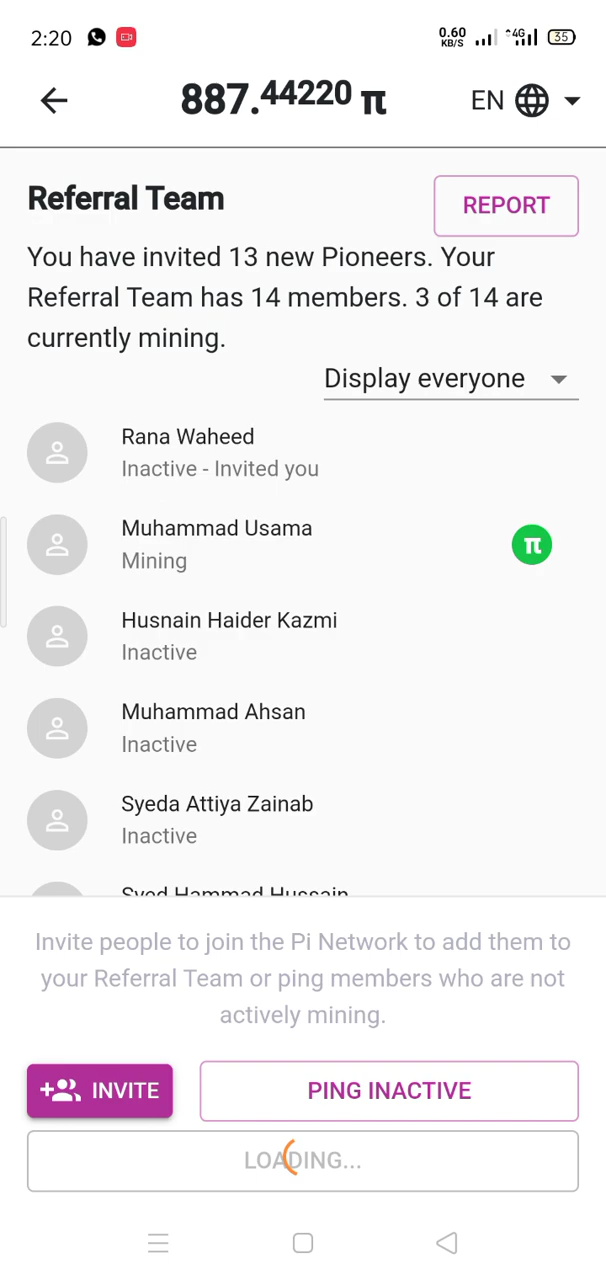 2:20
0.60 KB/S 4G 35
887.44220 π
EN
Referral Team
REPORT
You have invited 13 new Pioneers. Your
Referral Team has 14 members. 3 of 14 are
currently mining.
Display everyone
Rana Waheed
Inactive - Invited you
Muhammad Usama
Mining
π
Husnain Haider Kazmi
Inactive
Muhammad Ahsan
Inactive
Syeda Attiya Zainab
Inactive
Syed Hammad Hussain
Invite people to join the Pi Network to add them to
your Referral Team or ping members who are not
actively mining.
INVITE
PING INACTIVE
LOADING...